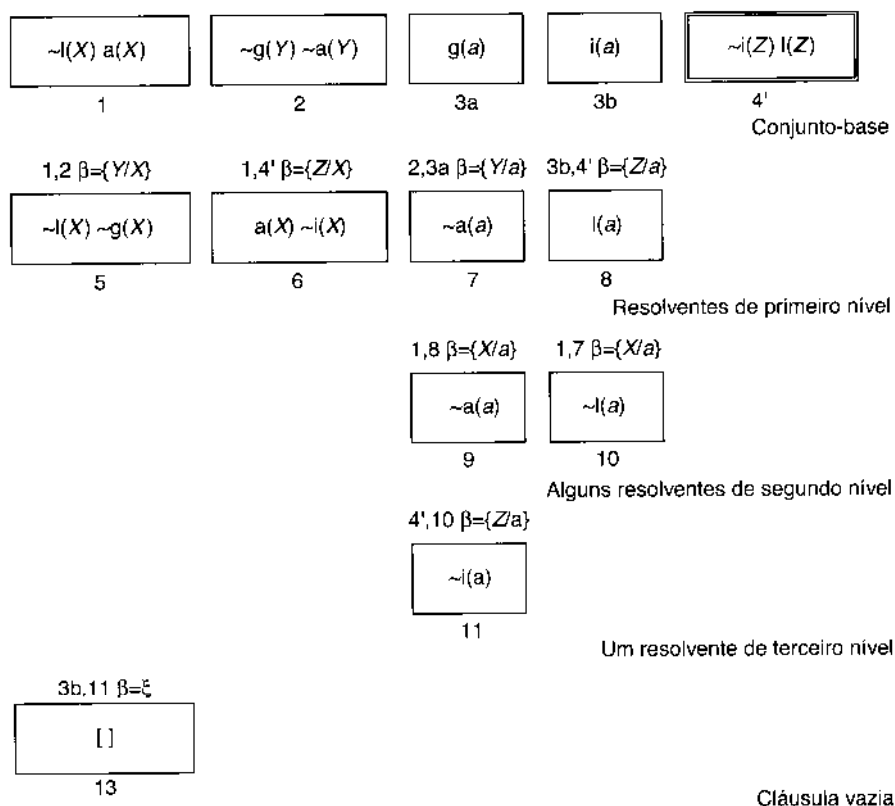 ~l(X) a(X) ~g(Y) ~a(Y) g(a) i(a) ~i(Z) l(Z)
1 2 3a 3b 4'
Conjunto-base
1,2 β={Y/X} 1,4' β={Z/X} 2,3a β={Y/a} 3b,4' β={Z/a}
~l(X) ~g(X) a(X) ~i(X) ~a(a) l(a)
5 6 7 8
Resolventes de primeiro nível
1,8 β={X/a} 1,7 β={X/a}
~a(a) ~l(a)
9 10
Alguns resolventes de segundo nível
4',10 β={Z/a}
~i(a)
11
Um resolvente de terceiro nível
3b,11 β=ξ
[ ]
13
Cláusula vazia